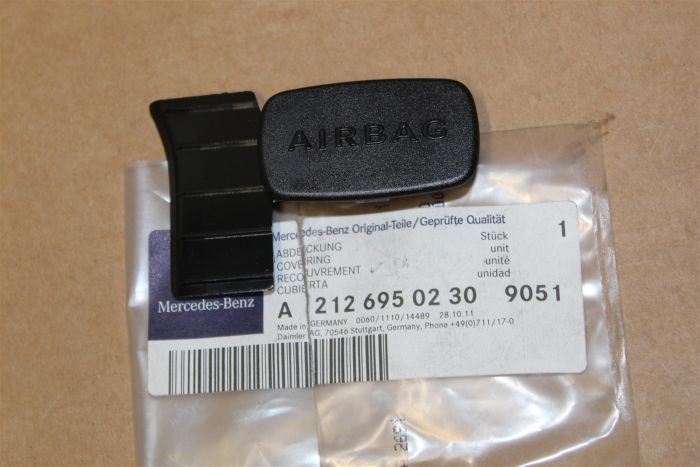 AIRBAG
Mercedes-Benz Original-Teile/Geprüfte Qualität
ABDECKUNG Stück 1
COVERING unit
RECOUVREMENT unité
CUBIERTA unidad
Mercedes-Benz
A 212 695 02 30 9051
Made in GERMANY 0060/1110/14489 28.10.11
Daimler AG, 70546 Stuttgart, Germany, Phone +49(0)711/17-0